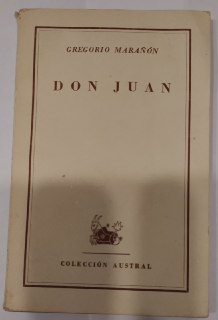 GREGORIO MARAÑÓN
DON JUAN
COLECCIÓN AUSTRAL